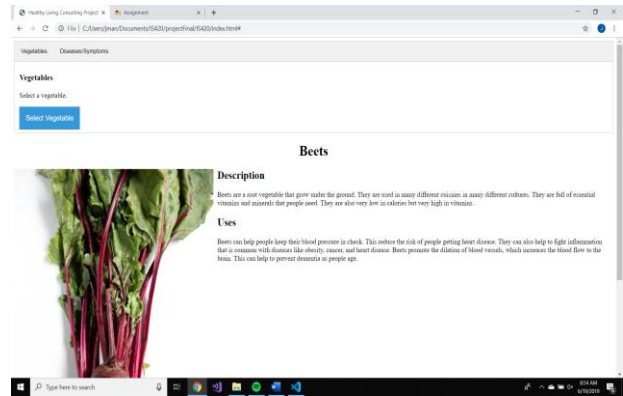 Healthy Living Consulting Project
Assignment
File | C:/Users/jman/Documents/IS420/projectFinal/IS420/index.html#
Vegetables Diseases/Symptoms
Vegetables
Select a vegetable.
Select Vegetable
Beets
Description
Beets are a root vegetable that grow under the ground. They are used in many different cuisines in many different cultures. They are full of essential
vitamins and minerals that people need. They are also very low in calories but very high in vitamins.
Uses
Beets can help people keep their blood pressure in check. This reduce the risk of people getting heart disease. They can also help to fight inflammation
that is common with diseases like obesity, cancer, and heart disease. Beets promote the dilation of blood vessels, which increases the blood flow to the
brain. This can help to prevent dementia as people age.
Type here to search
8:54 AM
6/19/2019